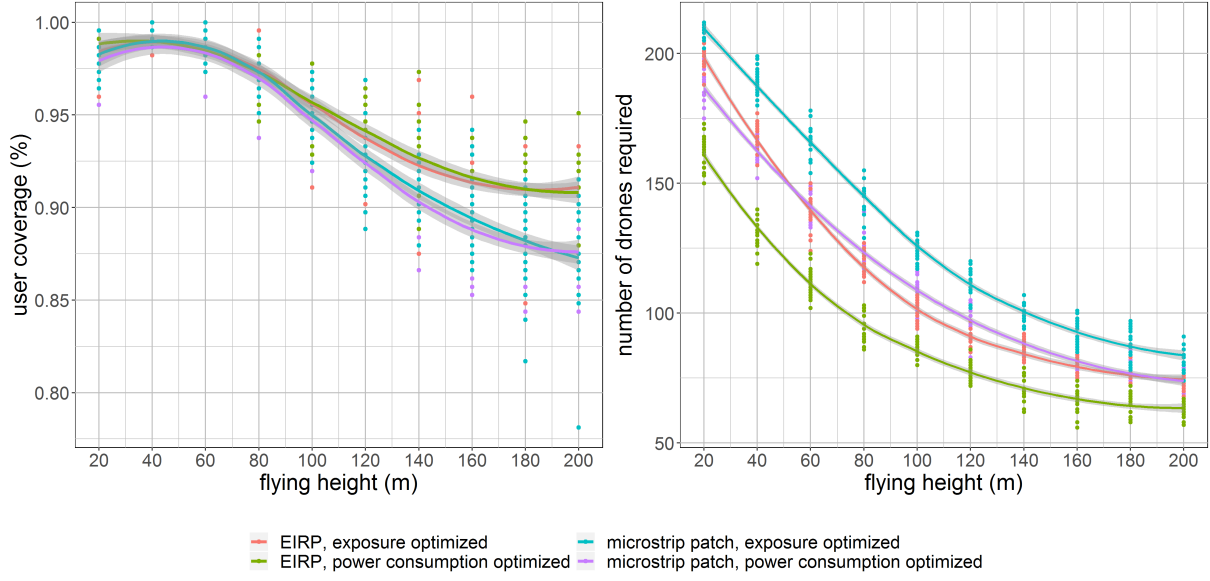 1.00
0.95
0.90
0.85
0.80
user coverage (%)
20 40 60 80 100 120 140 160 180 200
flying height (m)
200
150
100
50
number of drones required
20 40 60 80 100 120 140 160 180 200
flying height (m)
EIRP, exposure optimized
microstrip patch, exposure optimized
EIRP, power consumption optimized
microstrip patch, power consumption optimized